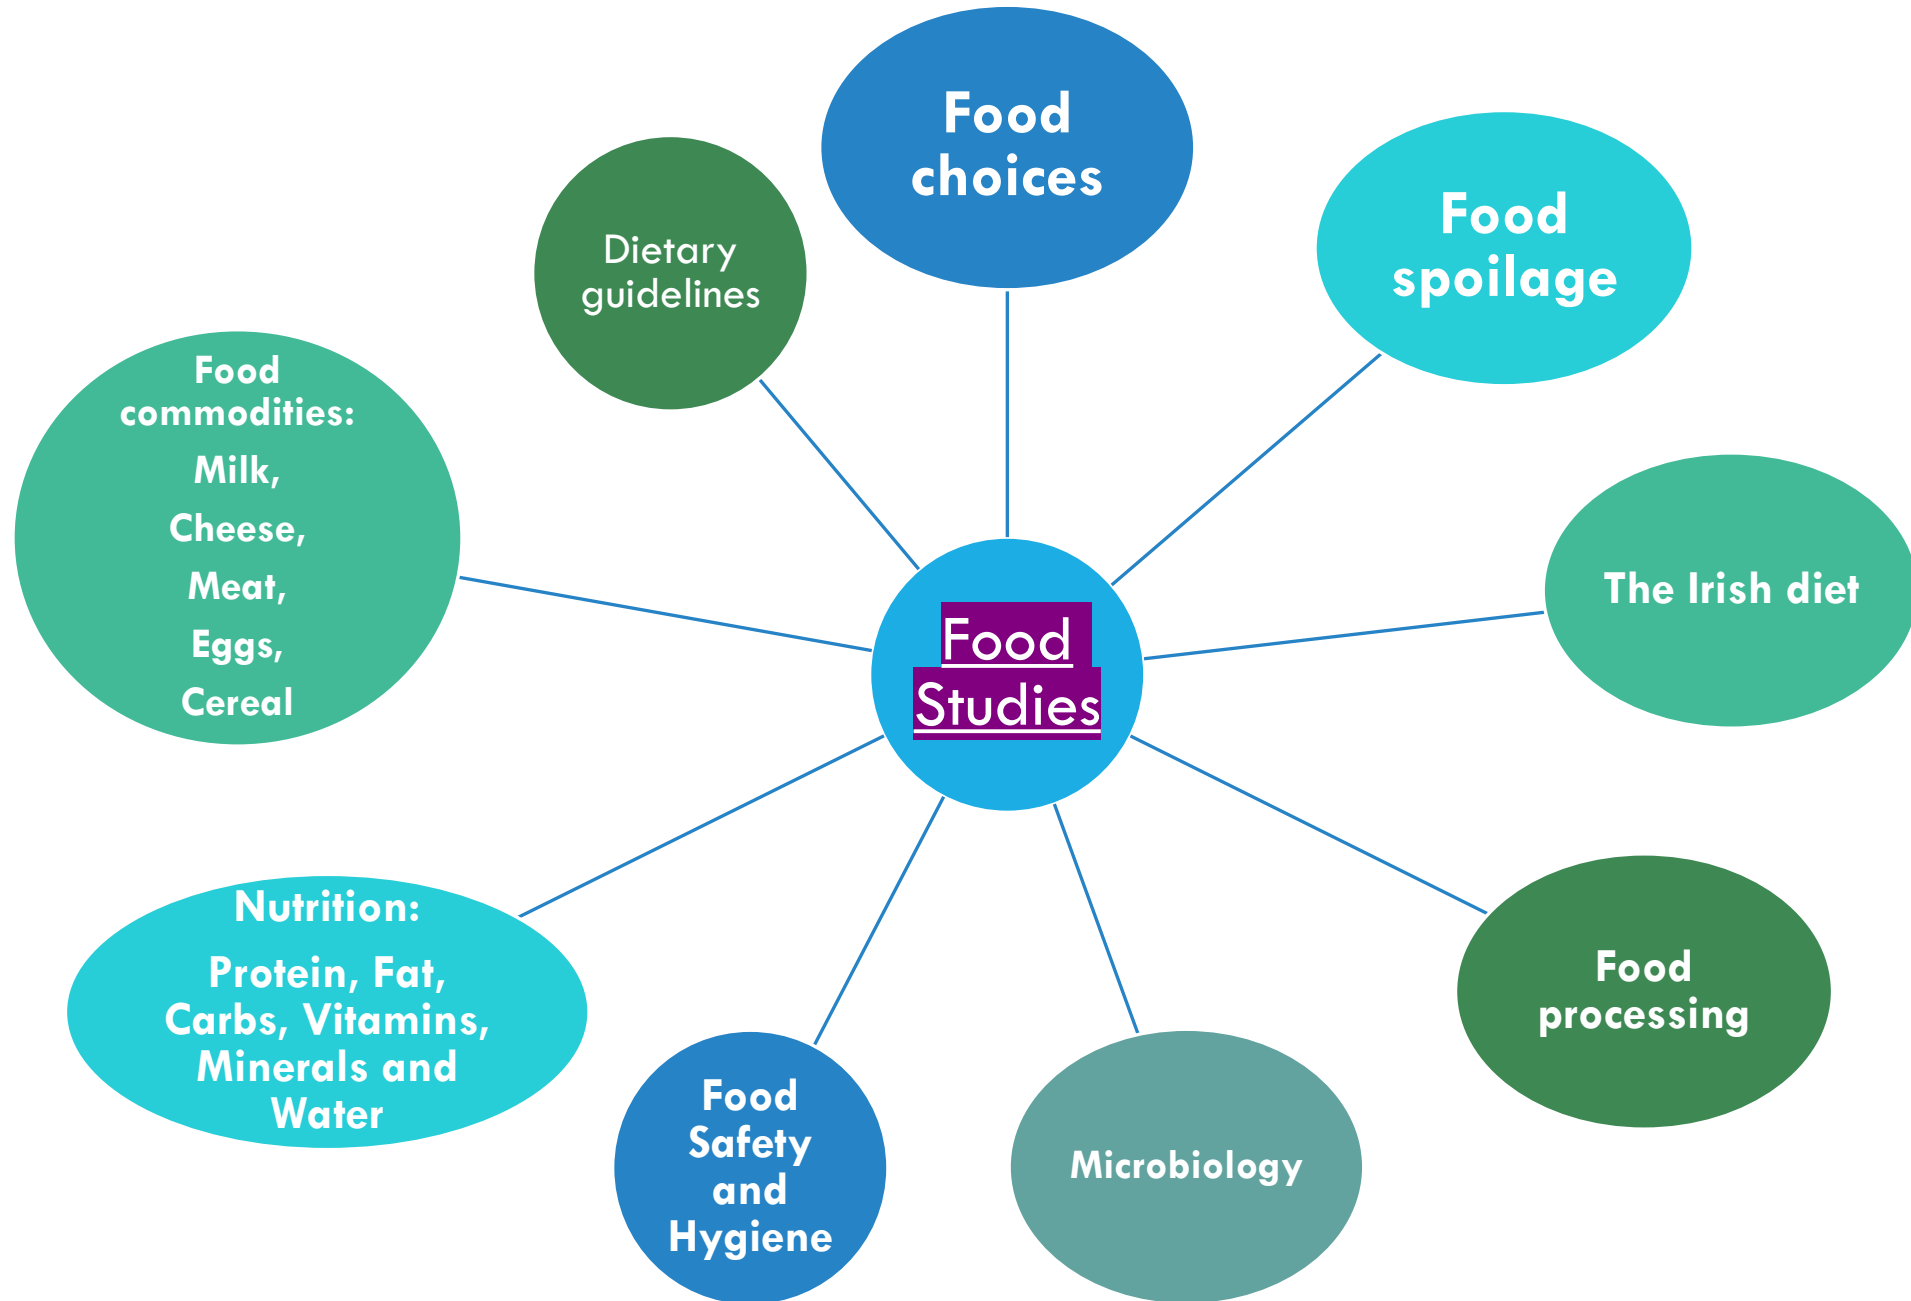 Food
choices
Food
spoilage
Dietary
guidelines
Food
commodities:
Milk,
Cheese,
Meat,
Eggs,
Cereal
The Irish diet
Food
Studies
Nutrition:
Protein, Fat,
Carbs, Vitamins,
Minerals and
Water
Food
processing
Food
Safety
and
Hygiene
Microbiology